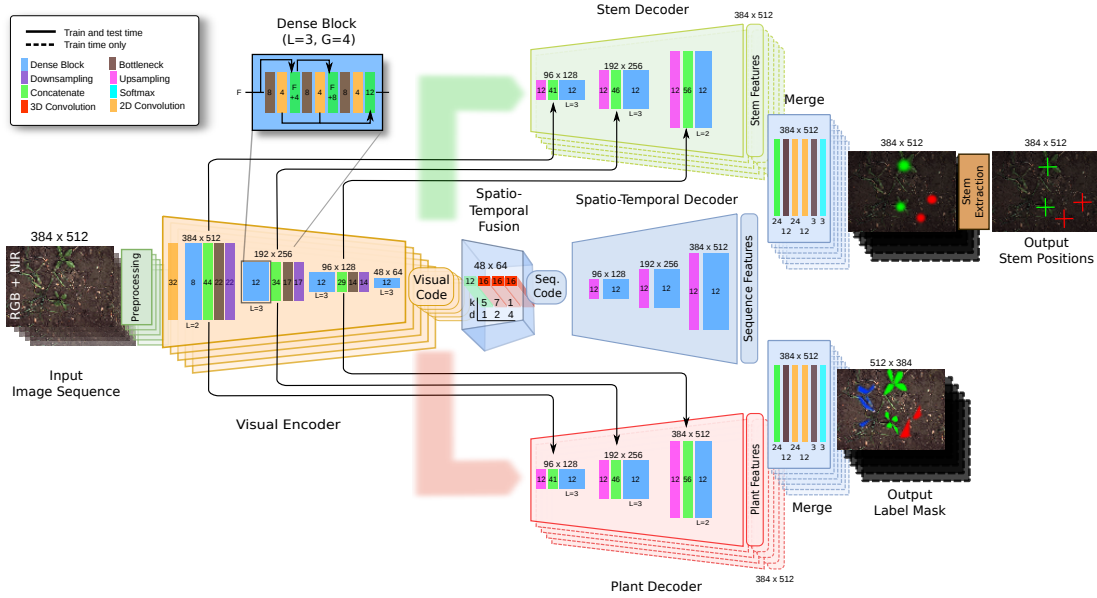 Train and test time
Train time only
Dense Block
Bottleneck
Downsampling
Upsampling
Concatenate
Softmax
3D Convolution
2D Convolution
Dense Block
(L=3, G=4)
F
8
4
F
+4
8
4
F
+8
8
4
12
Stem Decoder
384 x 512
96 x 128
12
41
12
L=3
192 x 256
12
46
12
L=3
12
56
12
L=2
Stem Features
Merge
384 x 512
24
24
3
3
12
12
384 x 512
Stem
Extraction
384 x 512
Output
Stem Positions
384 x 512
RGB + NIR
Input
Image Sequence
Preprocessing
384 x 512
32
8
44
22
22
L=2
192 x 256
12
34
17
17
L=3
96 x 128
12
29
14
14
L=3
48 x 64
12
L=3
Visual Encoder
Visual
Code
Spatio-
Temporal
Fusion
48 x 64
12
16
16
16
k
5
7
1
d
1
2
4
Seq.
Code
Spatio-Temporal Decoder
96 x 128
12
12
192 x 256
12
12
384 x 512
12
12
Sequence Features
384 x 512
24
24
3
3
12
12
Merge
512 x 384
Output
Label Mask
96 x 128
12
41
12
L=3
192 x 256
12
46
12
L=3
384 x 512
12
56
12
L=2
Plant Features
384 x 512
Plant Decoder